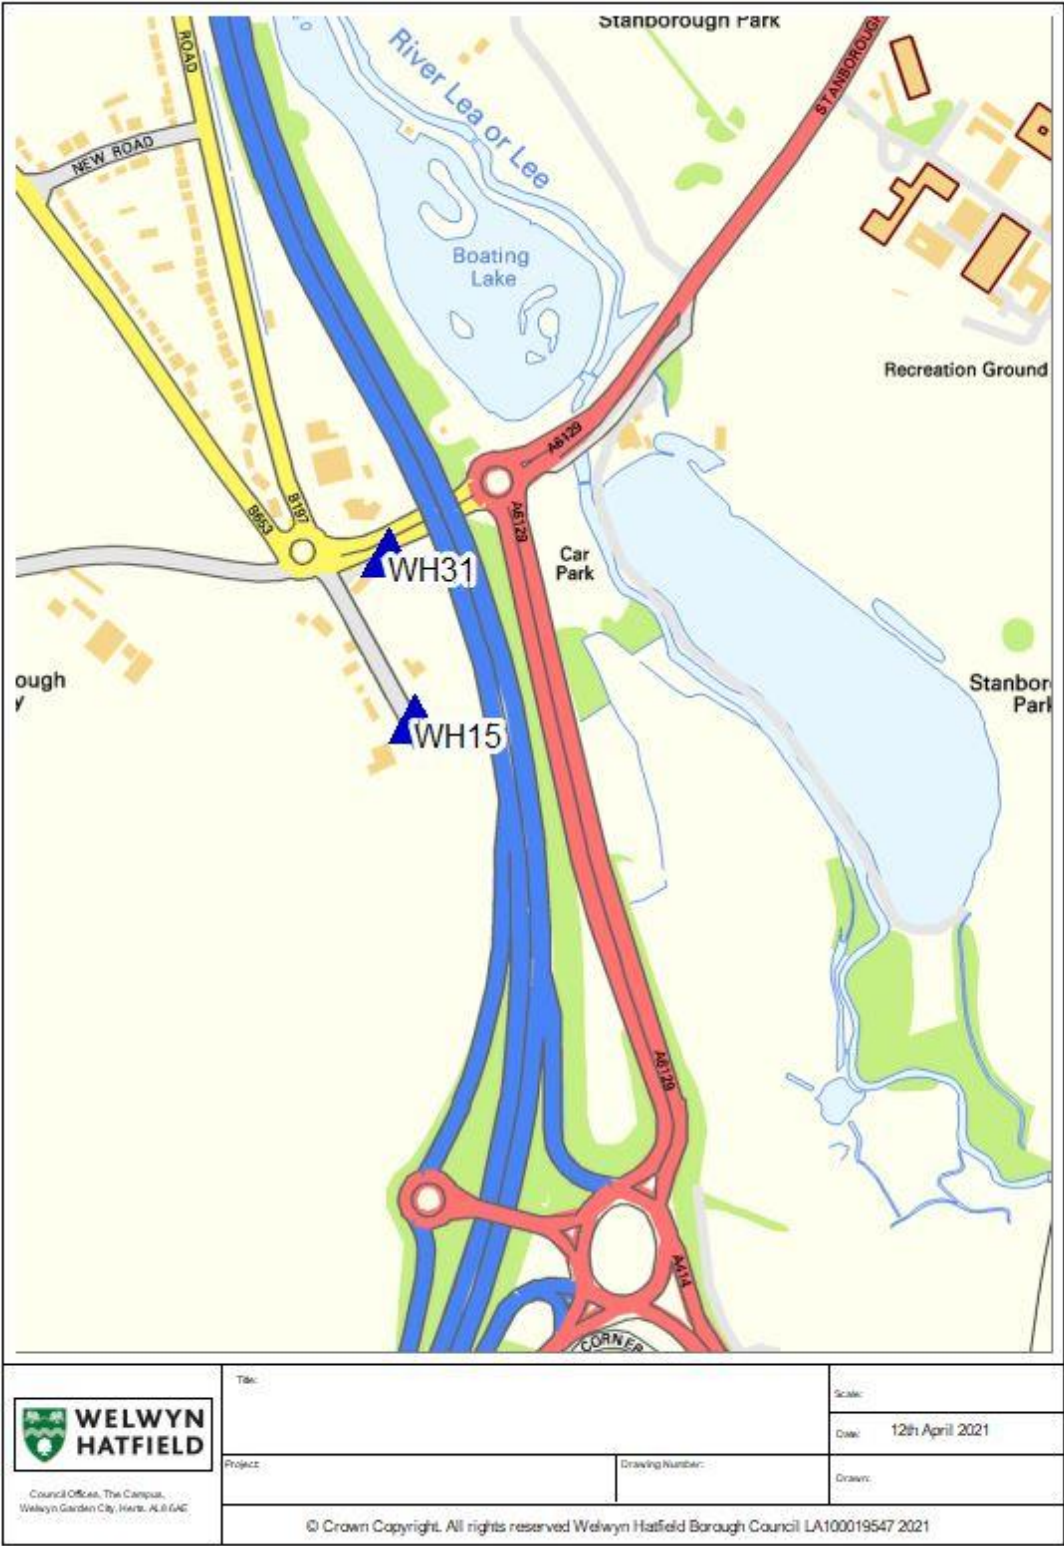 Stanborough Park
ROAD
River Lea or Lee
STANBOROUGH
NEW ROAD
Boating
Lake
Recreation Ground
A6129
B653
B197
A6129
WH31
Car
Park
ough
y
Stanbor
Park
WH15
A6129
A414
CORNER
WELWYN
HATFIELD
Council Offices, The Campus,
Welwyn Garden City, Herts. AL8 6AE
Title:
Scale:
Date: 12th April 2021
Project:
Drawing Number:
Drawn:
© Crown Copyright. All rights reserved Welwyn Hatfield Borough Council LA100019547 2021